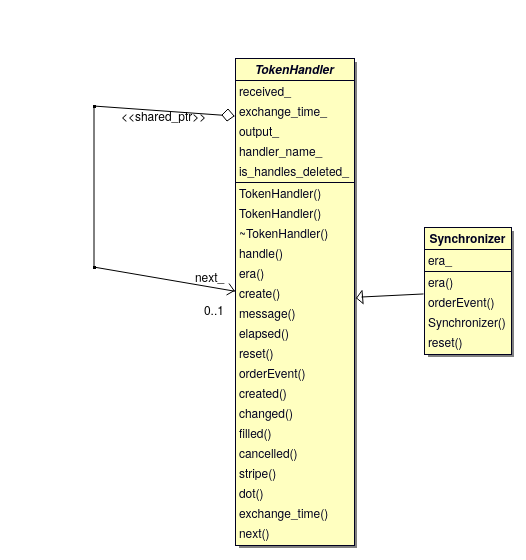 TokenHandler
received_
exchange_time_
output_
handler_name_
is_handles_deleted_
TokenHandler()
TokenHandler()
~TokenHandler()
handle()
era()
create()
message()
elapsed()
reset()
orderEvent()
created()
changed()
filled()
cancelled()
stripe()
dot()
exchange_time()
next()
<<shared_ptr>>
next_
0..1
Synchronizer
era_
era()
orderEvent()
Synchronizer()
reset()